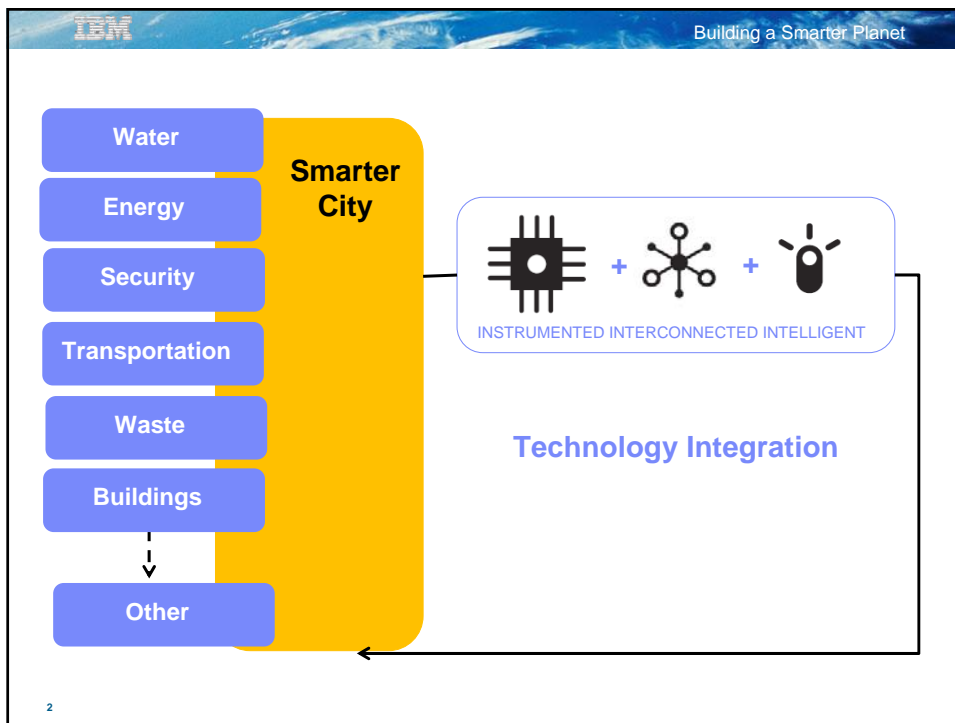 IBM
Building a Smarter Planet
Water
Energy
Security
Transportation
Waste
Buildings
Other
Smarter
City
+ +
INSTRUMENTED INTERCONNECTED INTELLIGENT
Technology Integration
2